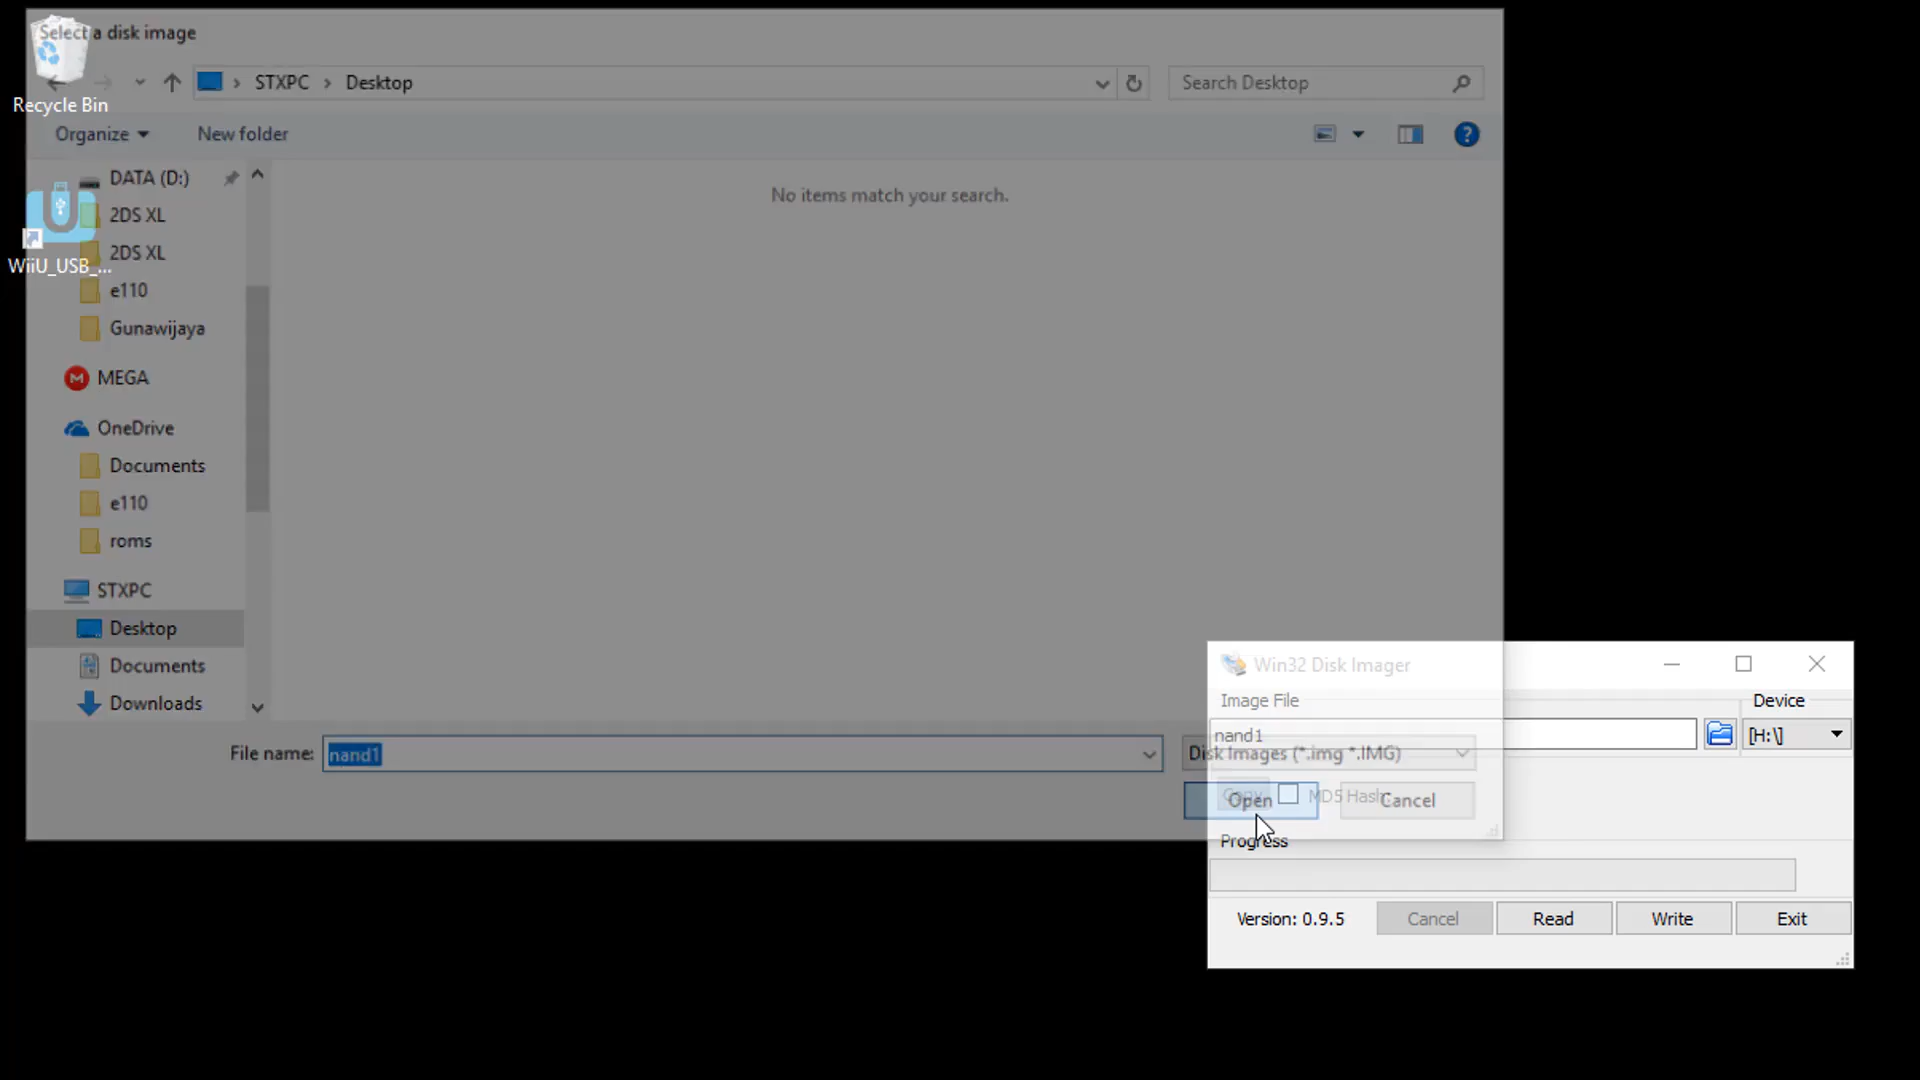 Select a disk image
STXPC
Desktop
Search Desktop
Recycle Bin
Organize
New folder
DATA (D:)
No items match your search.
2DS XL
2DS XL
WiiU_USB_...
e110
Gunawijaya
MEGA
OneDrive
Documents
e110
roms
STXPC
Desktop
Documents
Downloads
File name:
nand1
Disk Images (*.img *.IMG)
Open
Cancel
Win32 Disk Imager
Image File
Device
nand1
[H:\]
Copy
MD5 Hash:
Progress
Version: 0.9.5
Cancel
Read
Write
Exit